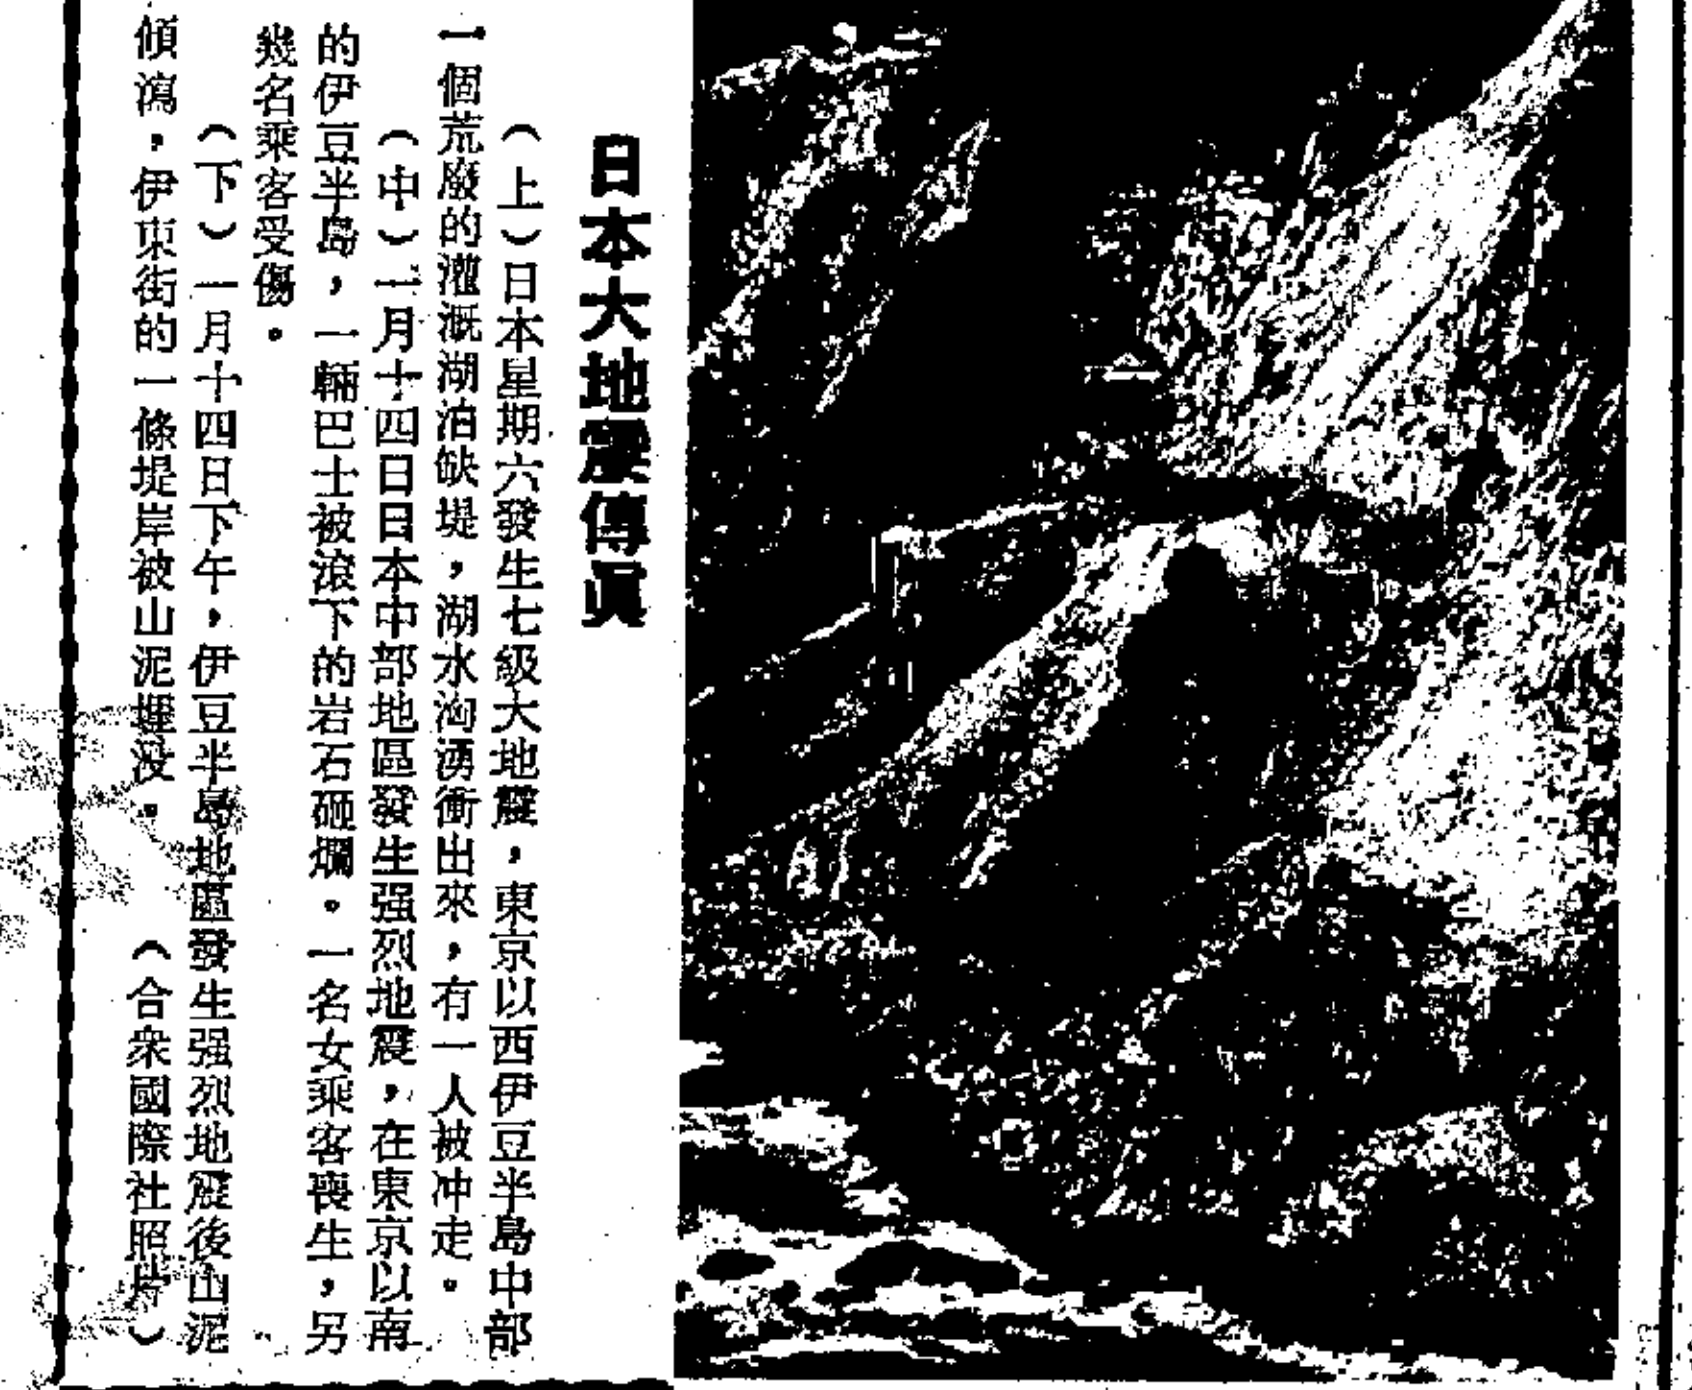 日本大地震傳眞
（上）日本星期六發生七級大地震，東京以西伊豆半島中部
一個荒廢的灌溉湖泊缺堤，湖水洶湧衝出來，有一人被冲走。
（中）一月十四日日本中部地區發生强烈地震，在東京以南
的伊豆半島，一輛巴士被滾下的岩石砸爛。一名女乘客喪生，另
幾名乘客受傷。
（下）一月十四日下午，伊豆半島地區發生强烈地震後山泥
傾瀉，伊東街的一條堤岸被山泥堙没。（合衆國際社照片）